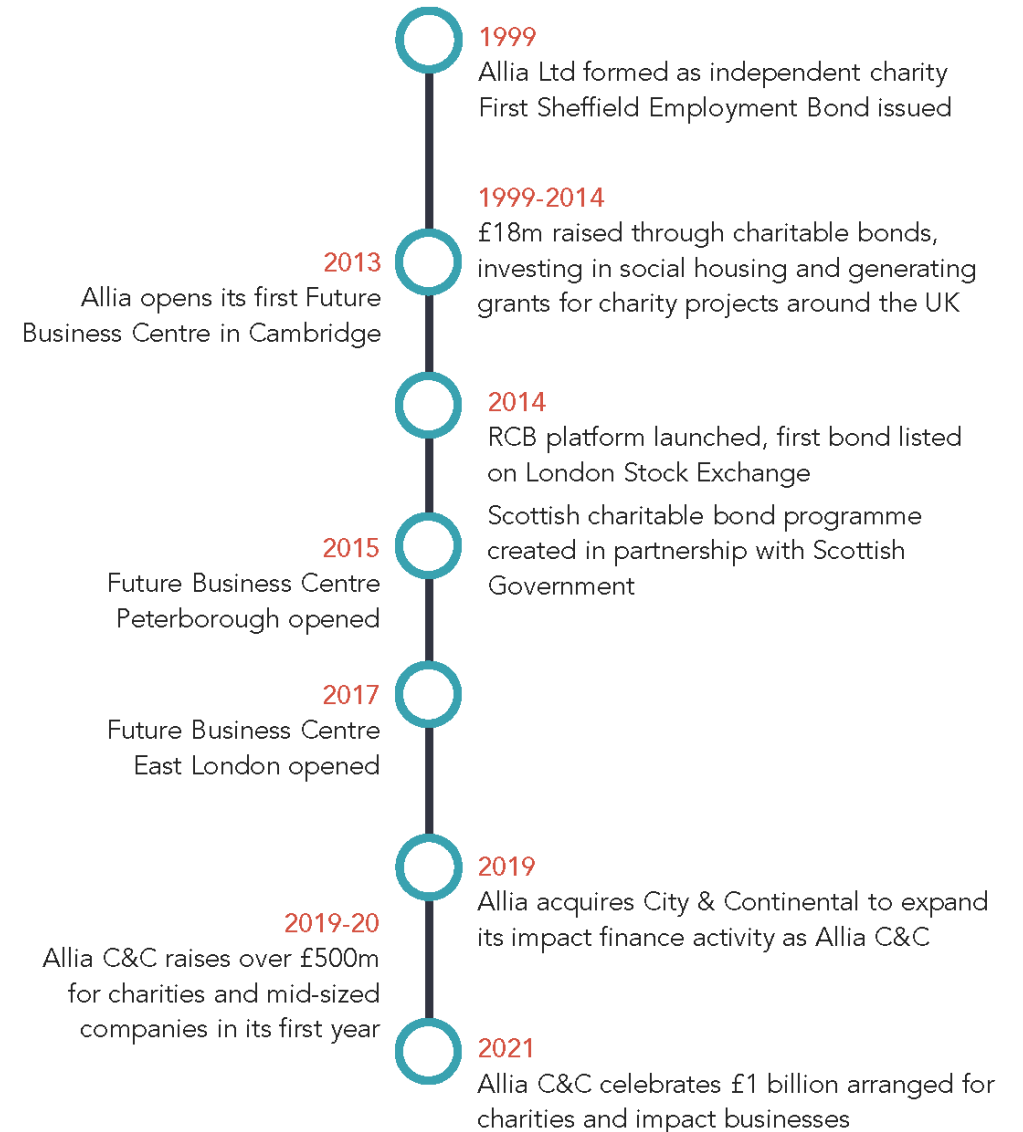 1999
Allia Ltd formed as independent charity
First Sheffield Employment Bond issued
1999-2014
£18m raised through charitable bonds,
investing in social housing and generating
grants for charity projects around the UK
2013
Allia opens its first Future
Business Centre in Cambridge
2014
RCB platform launched, first bond listed
on London Stock Exchange
Scottish charitable bond programme
created in partnership with Scottish
Government
2015
Future Business Centre
Peterborough opened
2017
Future Business Centre
East London opened
2019
Allia acquires City & Continental to expand
its impact finance activity as Allia C&C
2019-20
Allia C&C raises over £500m
for charities and mid-sized
companies in its first year
2021
Allia C&C celebrates £1 billion arranged for
charities and impact businesses